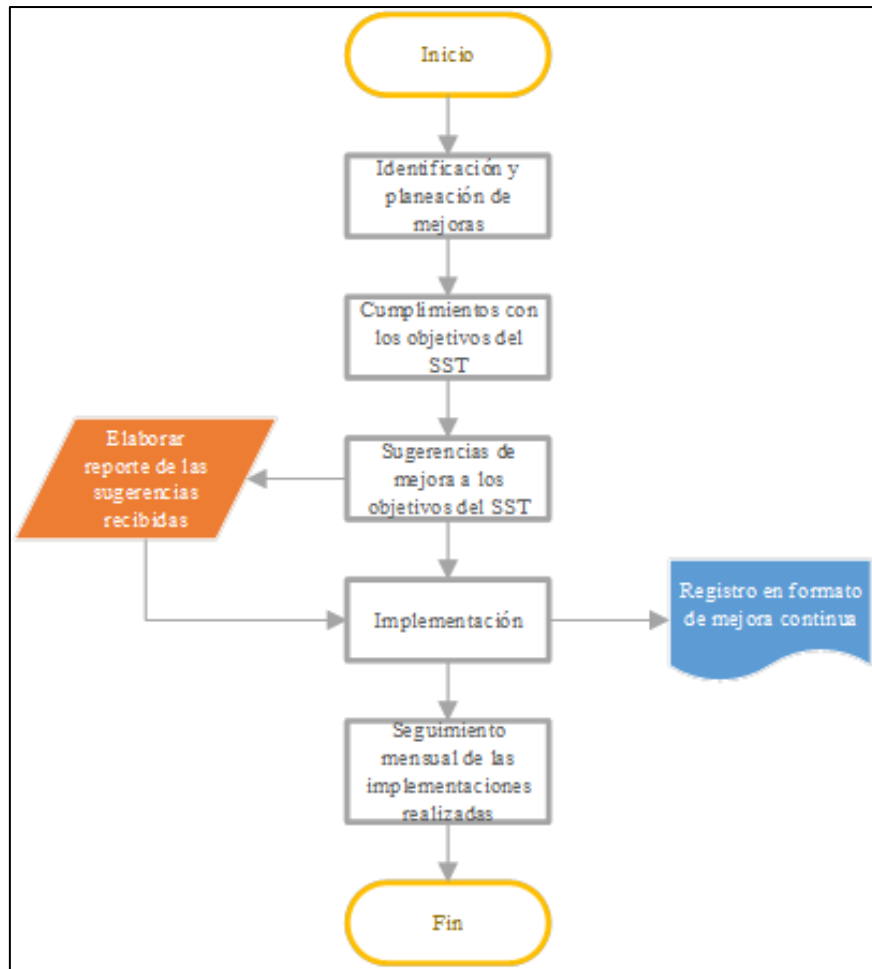 Inicio
Identificación y
planeación de
mejoras
Cumplimientos con
los objetivos del
SST
Elaborar
reporte de las
sugerencias
recibidas
Sugerencias de
mejora a los
objetivos del SST
Implementación
Registro en formato
de mejora continua
Seguimiento
mensual de las
implementaciones
realizadas
Fin